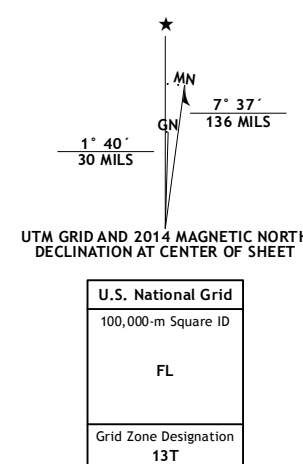 ★
MN
GN
7° 37´
136 MILS
1° 40´
30 MILS
UTM GRID AND 2014 MAGNETIC NORTH
DECLINATION AT CENTER OF SHEET
U.S. National Grid
100,000-m Square ID
FL
Grid Zone Designation
13T